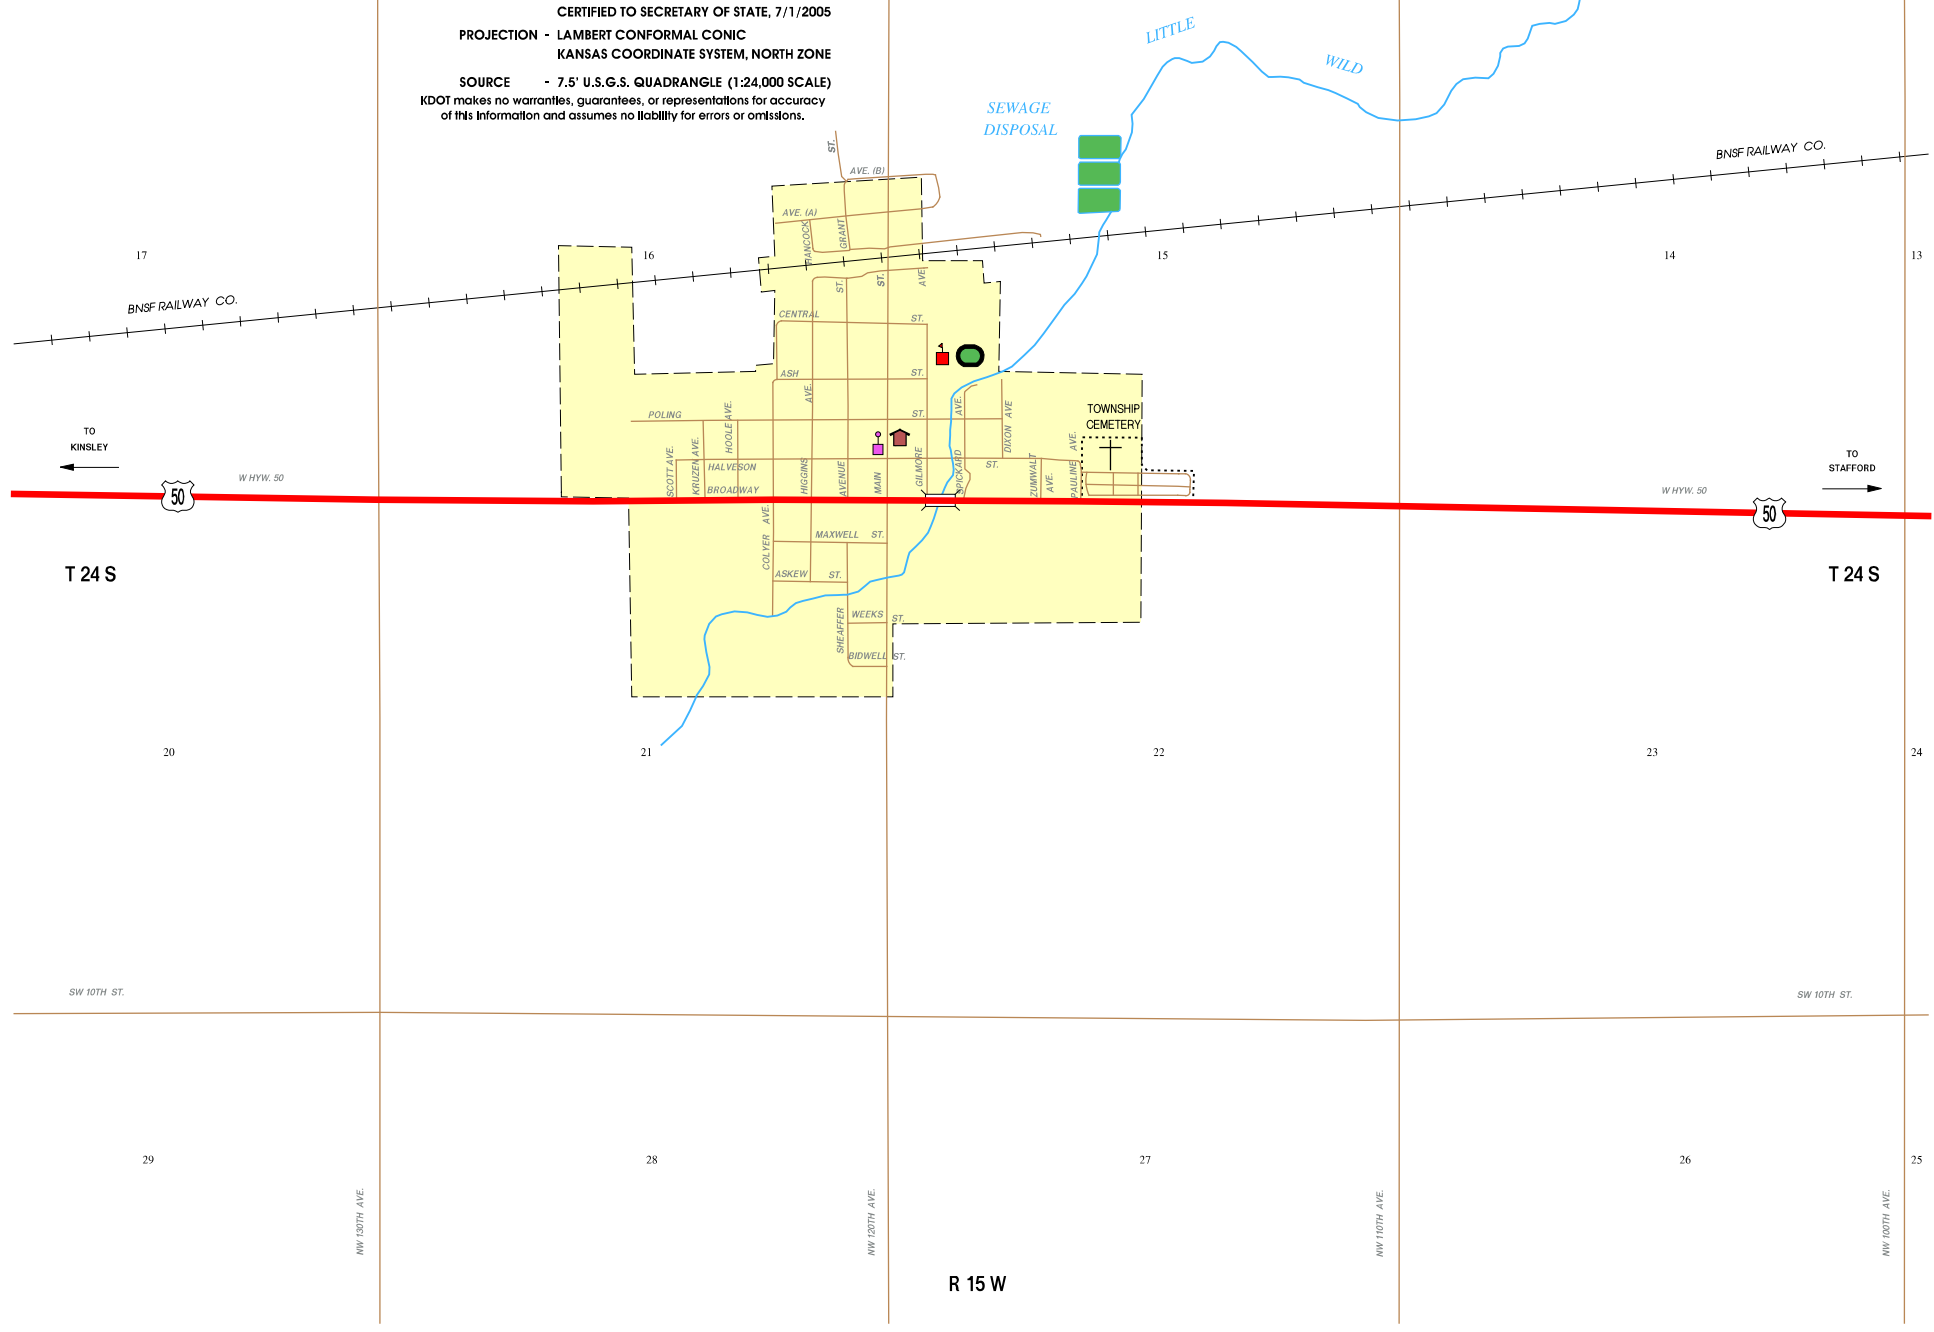 CERTIFIED TO SECRETARY OF STATE, 7/1/2005
PROJECTION - LAMBERT CONFORMAL CONIC
KANSAS COORDINATE SYSTEM, NORTH ZONE
SOURCE - 7.5' U.S.G.S. QUADRANGLE (1:24,000 SCALE)
KDOT makes no warranties, guarantees, or representations for accuracy
of this information and assumes no liability for errors or omissions.
LITTLE
WILD
SEWAGE
DISPOSAL
BNSF RAILWAY CO.
ST.
AVE. (B)
AVE. (A)
HANCOCK
GRANT
17
16
15
14
13
BNSF RAILWAY CO.
ST.
ST.
AVE.
CENTRAL ST.
ASH ST.
AVE.
POLING ST.
HOOLE AVE.
AVE.
DIXON AVE
TOWNSHIP
CEMETERY
TO
KINSLEY
TO
STAFFORD
SCOTT AVE.
KRUZEN AVE.
HALVESON ST.
BROADWAY
HIGGINS
AVENUE
MAIN
GILMORE
SPICKARD
ZUMWALT
AVE.
PAULINE AVE.
W HYW. 50
50
W HYW. 50
50
COLYER AVE.
MAXWELL ST.
ASKEW ST.
T 24 S
T 24 S
SHEAFFER
WEEKS ST.
BIDWELL ST.
20
21
22
23
24
SW 10TH ST.
SW 10TH ST.
29
28
27
26
25
NW 130TH AVE.
NW 120TH AVE.
NW 110TH AVE.
NW 100TH AVE.
R 15 W